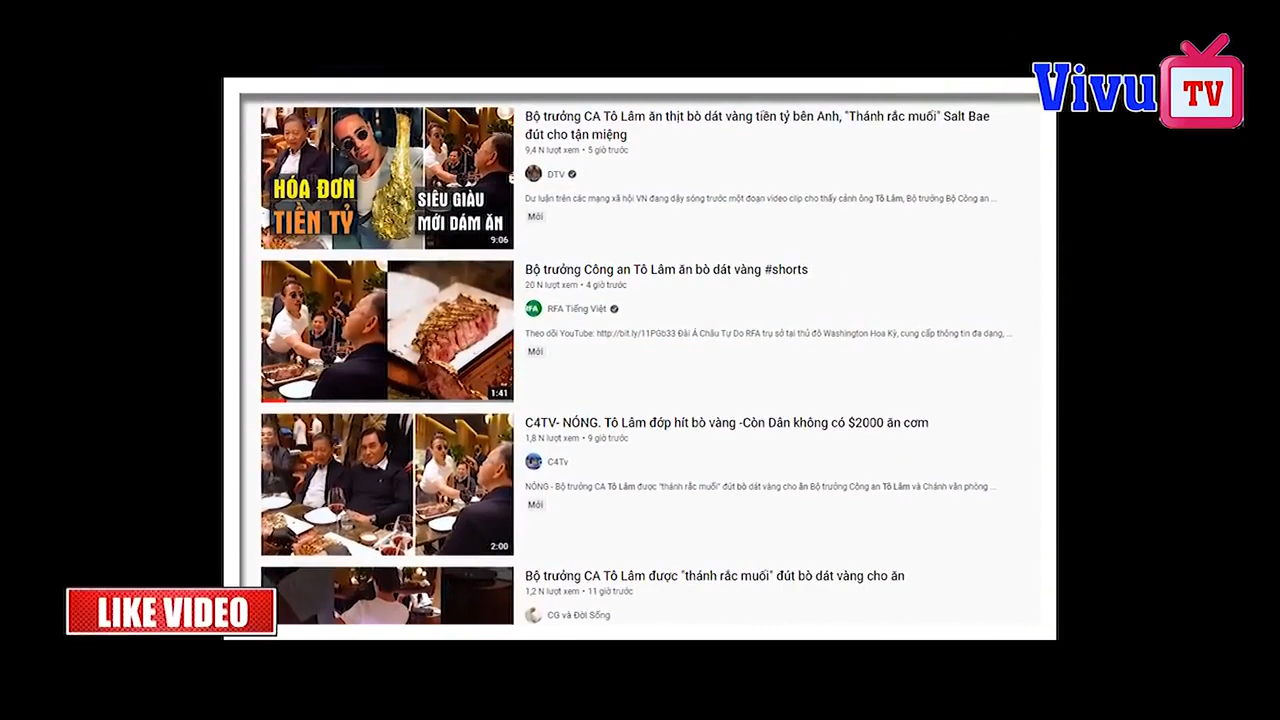 Vivu TV
Bộ trưởng CA Tô Lâm ăn thịt bò dát vàng tiền tỷ bên Anh, "Thánh rắc muối" Salt Bae
đút cho tận miệng
9,4 N lượt xem • 5 giờ trước
DTV
Dư luận trên các mạng xã hội VN đang dậy sóng trước một đoạn video clip cho thấy cảnh ông Tô Lâm, Bộ trưởng Bộ Công an ...
Mới
HÓA ĐƠN
TIỀN TỶ
SIÊU GIÀU
MỚI DÁM ĂN
9:06
Bộ trưởng Công an Tô Lâm ăn bò dát vàng #shorts
20 N lượt xem • 4 giờ trước
RFA
RFA Tiếng Việt
Theo dõi YouTube: http://bit.ly/11PGb33 Đài Á Châu Tự Do RFA trụ sở tại thủ đô Washington Hoa Kỳ, cung cấp thông tin đa dạng, ...
Mới
1:41
C4TV- NÓNG. Tô Lâm đớp hít bò vàng -Còn Dân không có $2000 ăn cơm
1,8 N lượt xem • 9 giờ trước
C4Tv
NÓNG - Bộ trưởng CA Tô Lâm được "thánh rắc muối" đút bò dát vàng cho ăn Bộ trưởng Công an Tô Lâm và Chánh văn phòng ...
Mới
2:00
Bộ trưởng CA Tô Lâm được "thánh rắc muối" đút bò dát vàng cho ăn
1,2 N lượt xem • 11 giờ trước
CG và Đời Sống
LIKE VIDEO